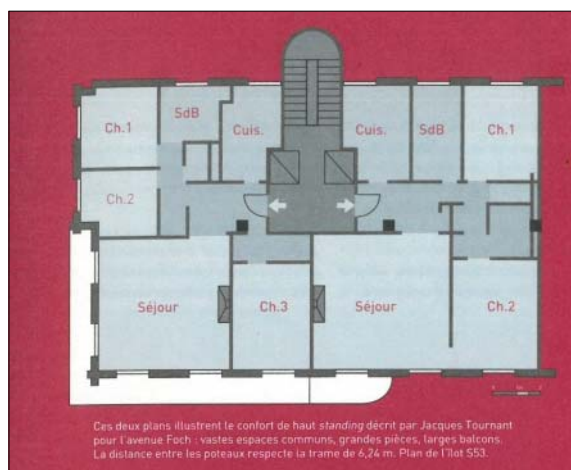 Ch.1
SdB
Cuis.
Cuis.
SdB
Ch.1
Ch.2
Séjour
Ch.3
Séjour
Ch.2
Ces deux plans illustrent le confort de haut standing décrit par Jacques Tournant
pour l'avenue Foch : vastes espaces communs, grandes pièces, larges balcons.
La distance entre les poteaux respecte la trame de 6,24 m. Plan de l'îlot S53.